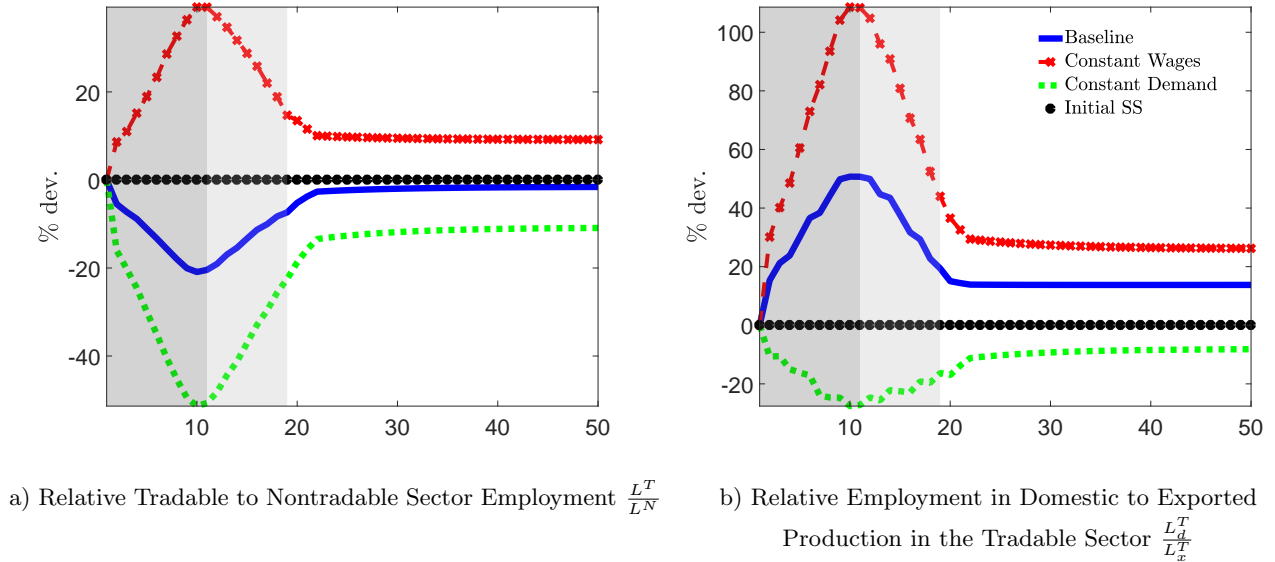 % dev.
20
0
-20
-40
10
20
30
40
50
a) Relative Tradable to Nontradable Sector Employment L^T/L^N
% dev.
100
80
60
40
20
0
-20
10
20
30
40
50
Baseline
Constant Wages
Constant Demand
Initial SS
b) Relative Employment in Domestic to Exported
Production in the Tradable Sector L_d^T/L_x^T